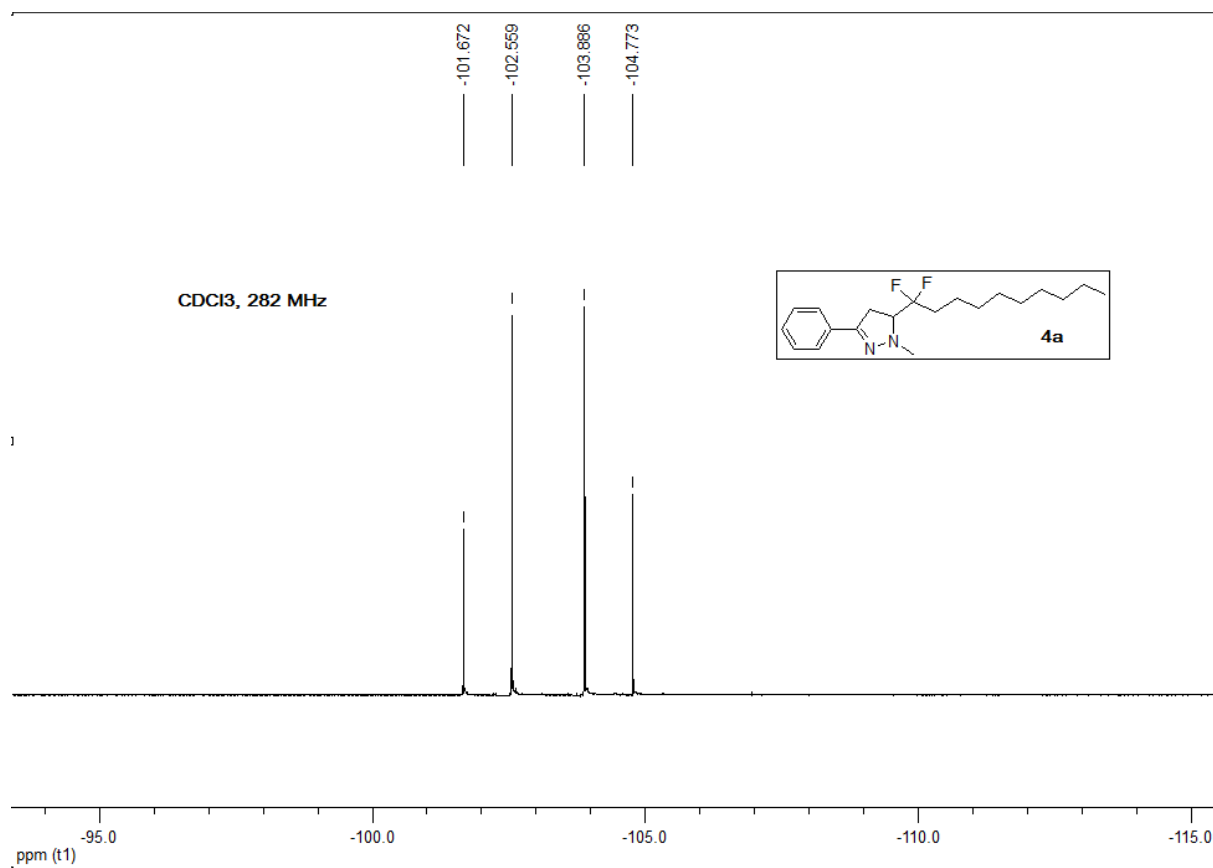 -101.672
-102.559
-103.886
-104.773
CDCl3, 282 MHz
F F
N N
4a
-95.0 -100.0 -105.0 -110.0 -115.0
ppm (t1)